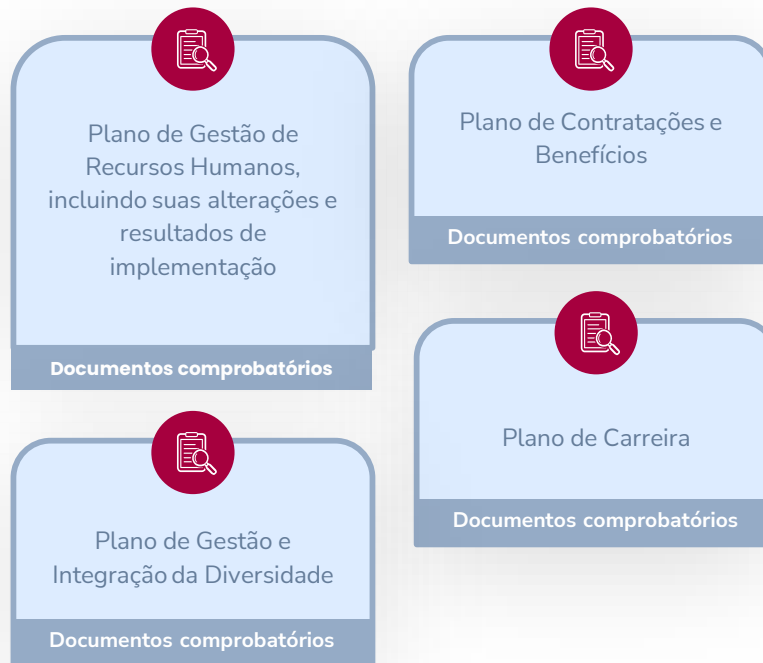 Plano de Gestão de
Recursos Humanos,
incluindo suas alterações e
resultados de
implementação
Documentos comprobatórios
Plano de Contratações e
Benefícios
Documentos comprobatórios
Plano de Gestão e
Integração da Diversidade
Documentos comprobatórios
Plano de Carreira
Documentos comprobatórios